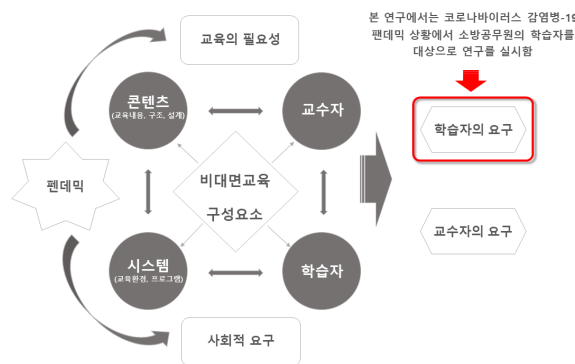 본 연구에서는 코로나바이러스 감염병-19
팬데믹 상황에서 소방공무원의 학습자를
대상으로 연구를 실시함
교육의 필요성
콘텐츠
(교육내용, 구조, 설계)
교수자
학습자의 요구
펜데믹
비대면교육
구성요소
교수자의 요구
시스템
(교육환경, 프로그램)
학습자
사회적 요구